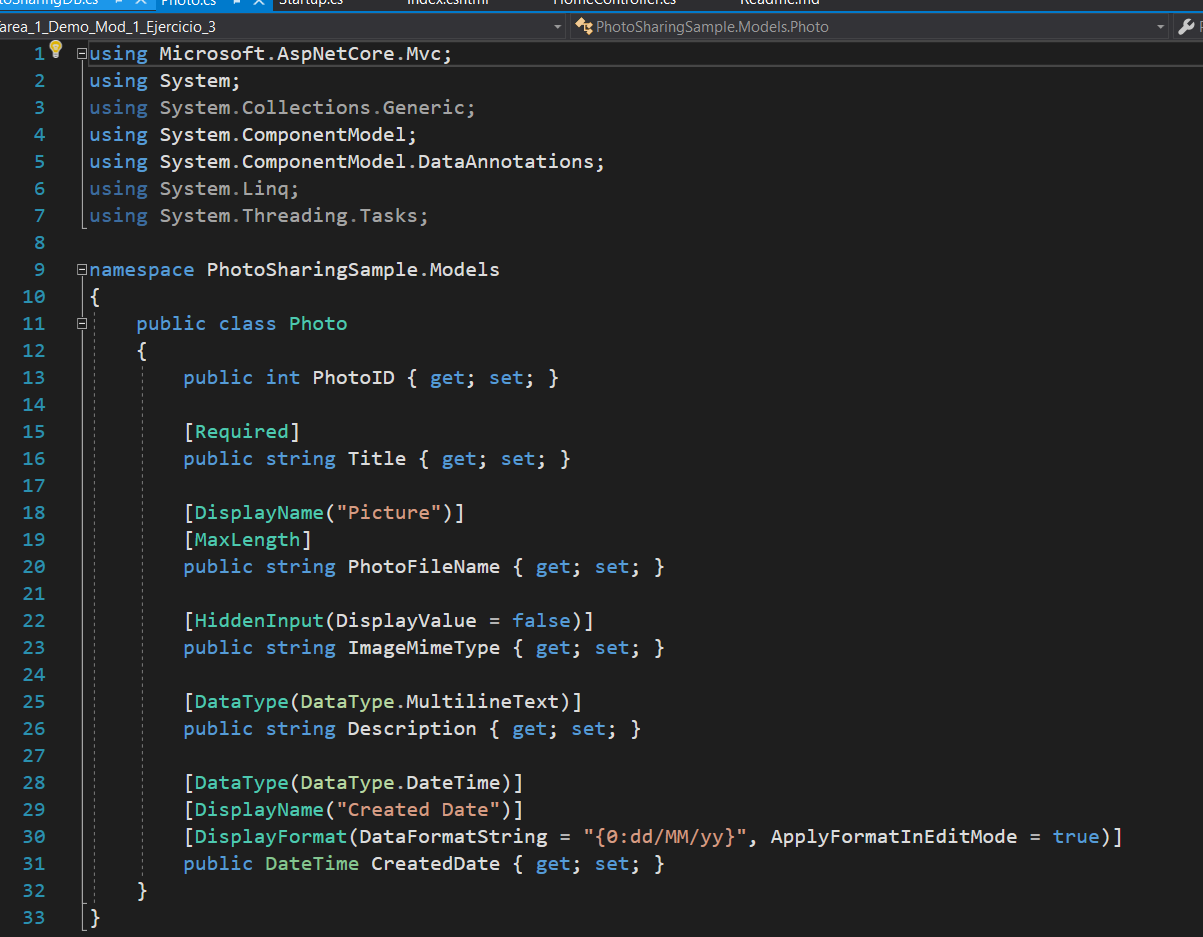 toSharingDB.cs Photo.cs Startup.cs Index.cshtml HomeController.cs Readme.md
area_1_Demo_Mod_1_Ejercicio_3 PhotoSharingSample.Models.Photo
1 using Microsoft.AspNetCore.Mvc;
2 using System;
3 using System.Collections.Generic;
4 using System.ComponentModel;
5 using System.ComponentModel.DataAnnotations;
6 using System.Linq;
7 using System.Threading.Tasks;
8
9 namespace PhotoSharingSample.Models
10 {
11 public class Photo
12 {
13 public int PhotoID { get; set; }
14
15 [Required]
16 public string Title { get; set; }
17
18 [DisplayName("Picture")]
19 [MaxLength]
20 public string PhotoFileName { get; set; }
21
22 [HiddenInput(DisplayValue = false)]
23 public string ImageMimeType { get; set; }
24
25 [DataType(DataType.MultilineText)]
26 public string Description { get; set; }
27
28 [DataType(DataType.DateTime)]
29 [DisplayName("Created Date")]
30 [DisplayFormat(DataFormatString = "{0:dd/MM/yy}", ApplyFormatInEditMode = true)]
31 public DateTime CreatedDate { get; set; }
32 }
33 }